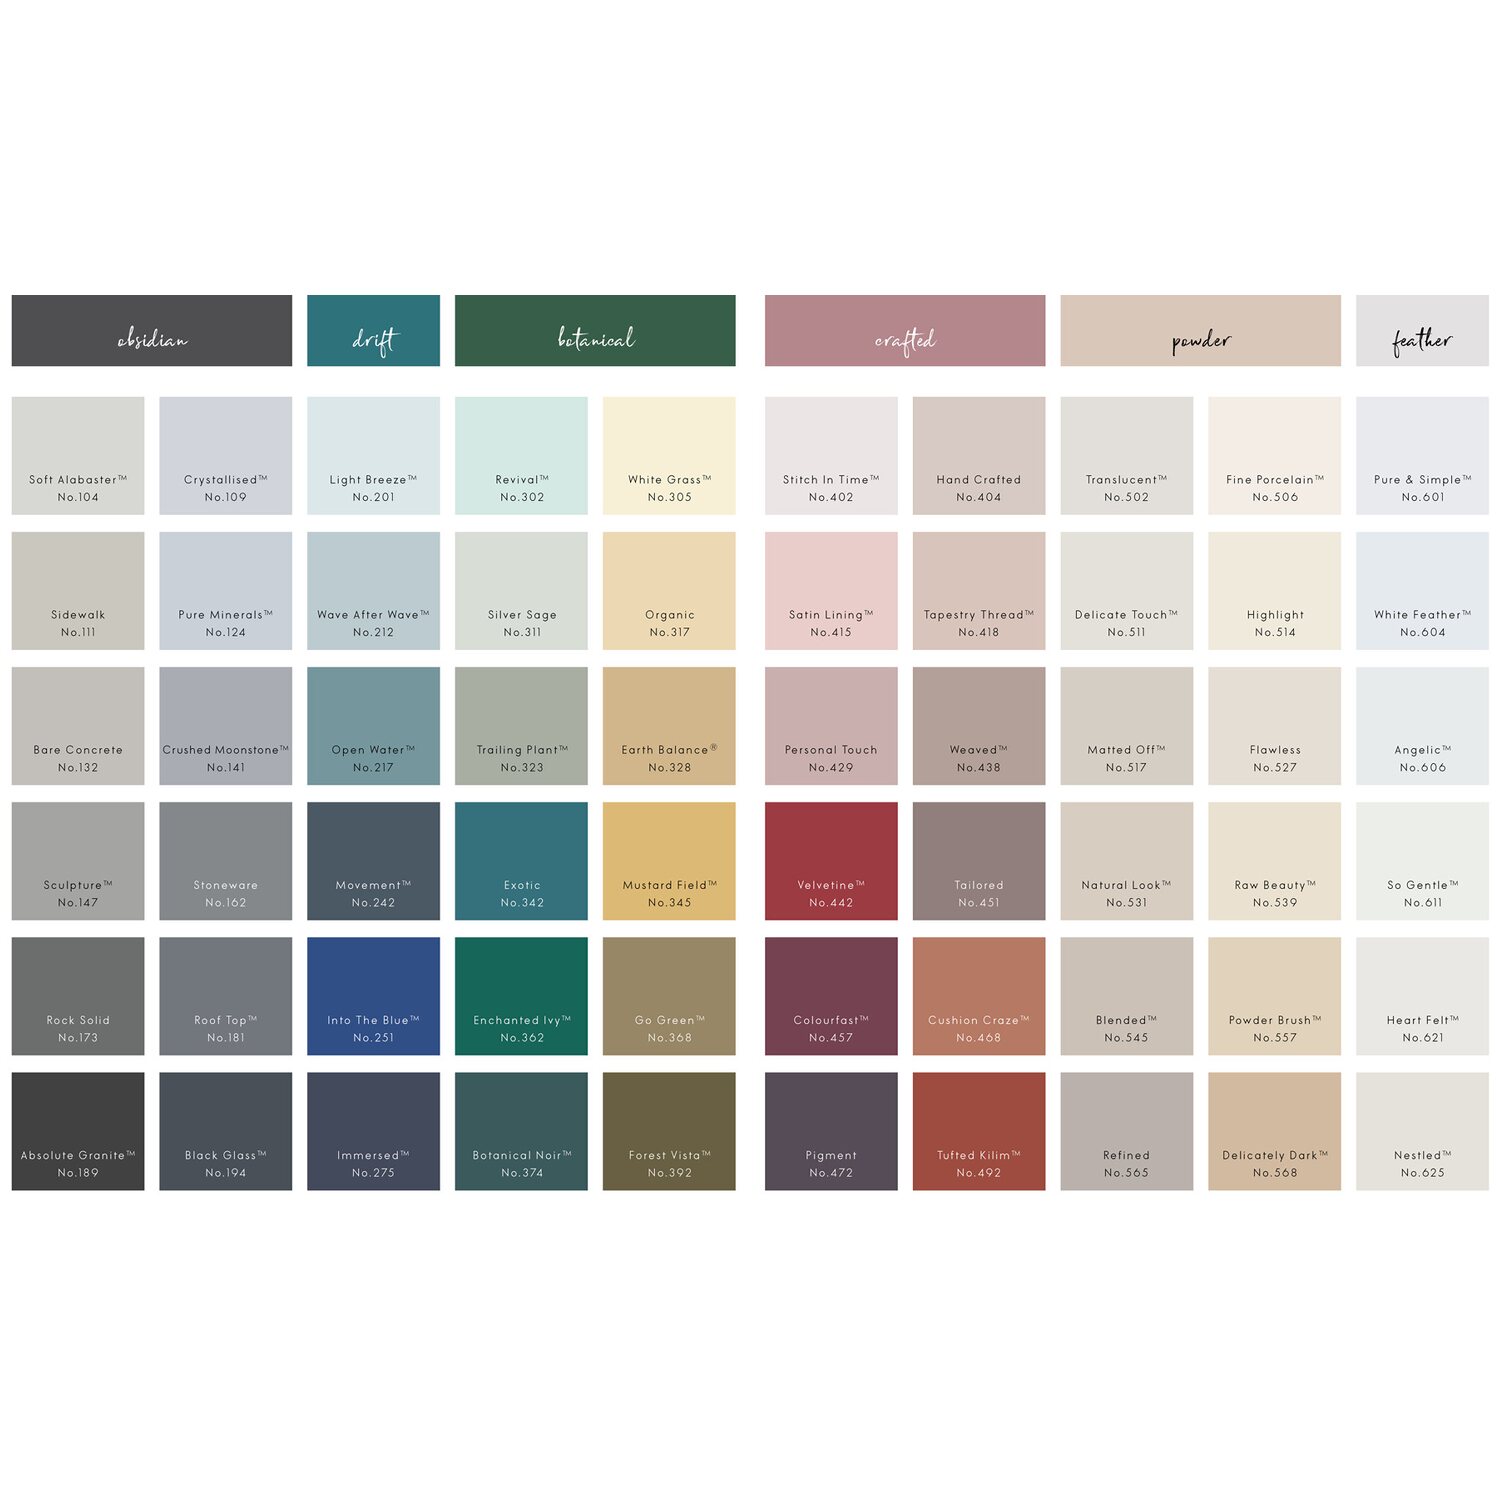 obsidian
drift
botanical
crafted
powder
feather
Soft Alabaster™
No.104
Crystallised™
No.109
Light Breeze™
No.201
Revival™
No.302
White Grass™
No.305
Stitch In Time™
No.402
Hand Crafted
No.404
Translucent™
No.502
Fine Porcelain™
No.506
Pure & Simple™
No.601
Sidewalk
No.111
Pure Minerals™
No.124
Wave After Wave™
No.212
Silver Sage
No.311
Organic
No.317
Satin Lining™
No.415
Tapestry Thread™
No.418
Delicate Touch™
No.511
Highlight
No.514
White Feather™
No.604
Bare Concrete
No.132
Crushed Moonstone™
No.141
Open Water™
No.217
Trailing Plant™
No.323
Earth Balance®
No.328
Personal Touch
No.429
Weaved™
No.438
Matted Off™
No.517
Flawless
No.527
Angelic™
No.606
Sculpture™
No.147
Stoneware
No.162
Movement™
No.242
Exotic
No.342
Mustard Field™
No.345
Velvetine™
No.442
Tailored
No.451
Natural Look™
No.531
Raw Beauty™
No.539
So Gentle™
No.611
Rock Solid
No.173
Roof Top™
No.181
Into The Blue™
No.251
Enchanted Ivy™
No.362
Go Green™
No.368
Colourfast™
No.457
Cushion Craze™
No.468
Blended™
No.545
Powder Brush™
No.557
Heart Felt™
No.621
Absolute Granite™
No.189
Black Glass™
No.194
Immersed™
No.275
Botanical Noir™
No.374
Forest Vista™
No.392
Pigment
No.472
Tufted Kilim™
No.492
Refined
No.565
Delicately Dark™
No.568
Nestled™
No.625